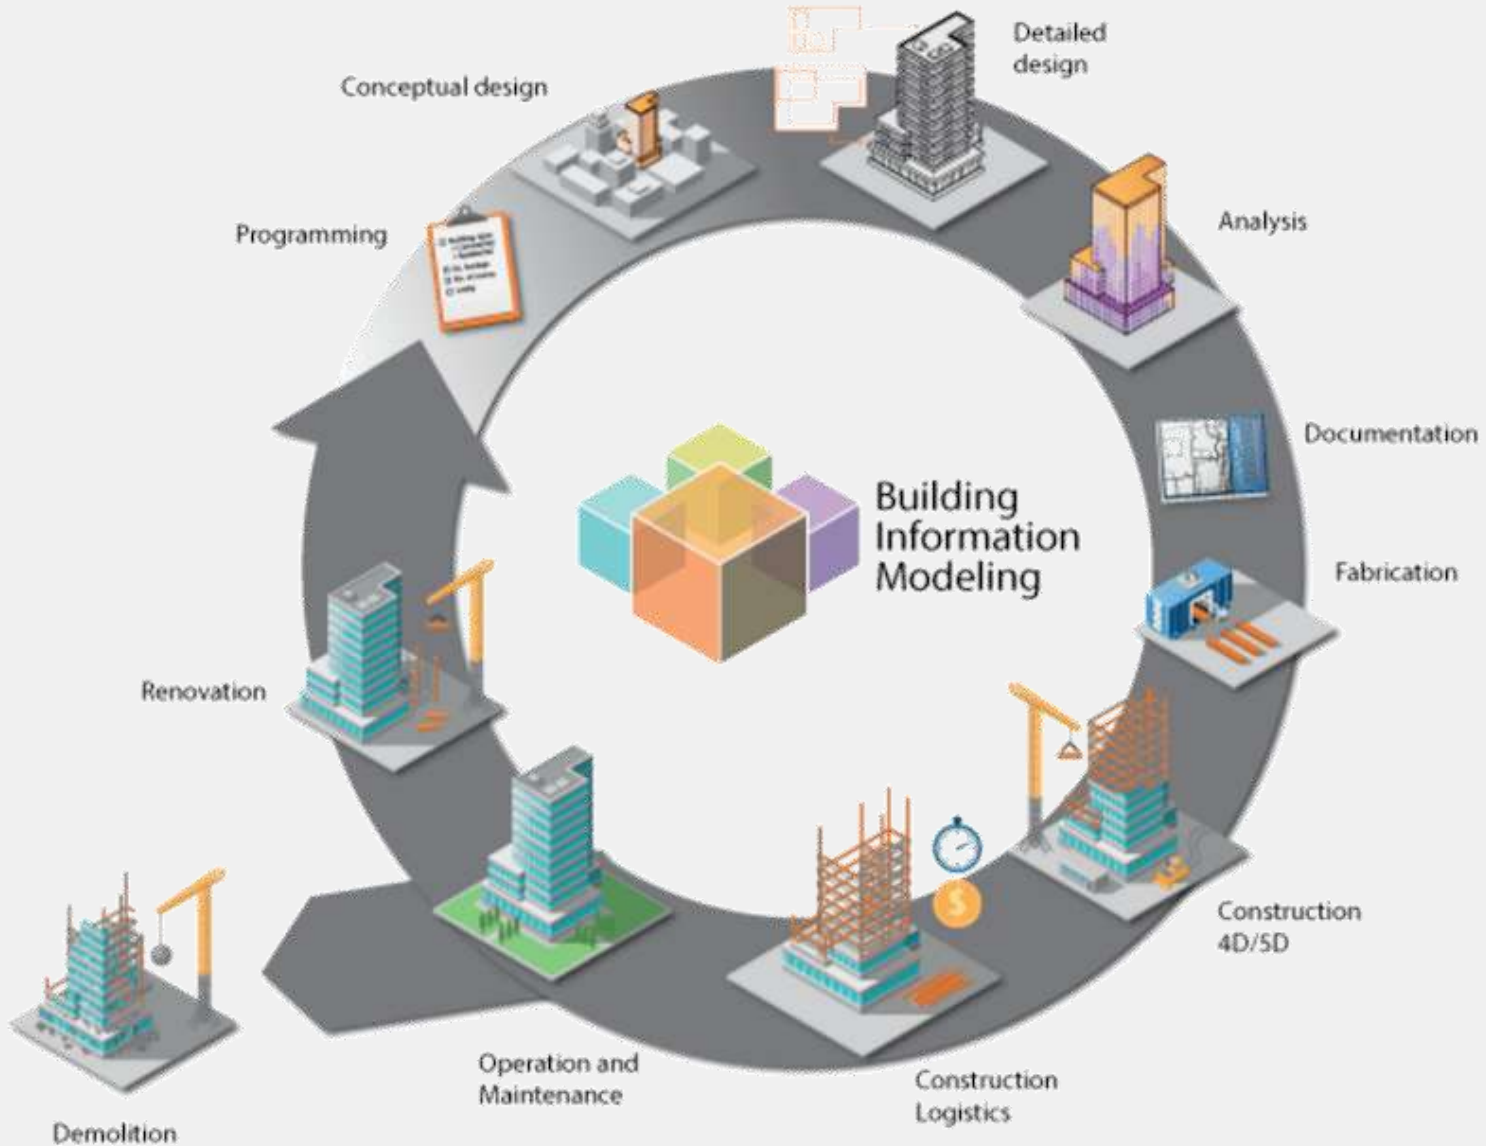 Detailed
design
Conceptual design
Programming
Analysis
Documentation
Building
Information
Modeling
Fabrication
Renovation
Construction
4D/5D
Operation and
Maintenance
Construction
Logistics
Demolition
$